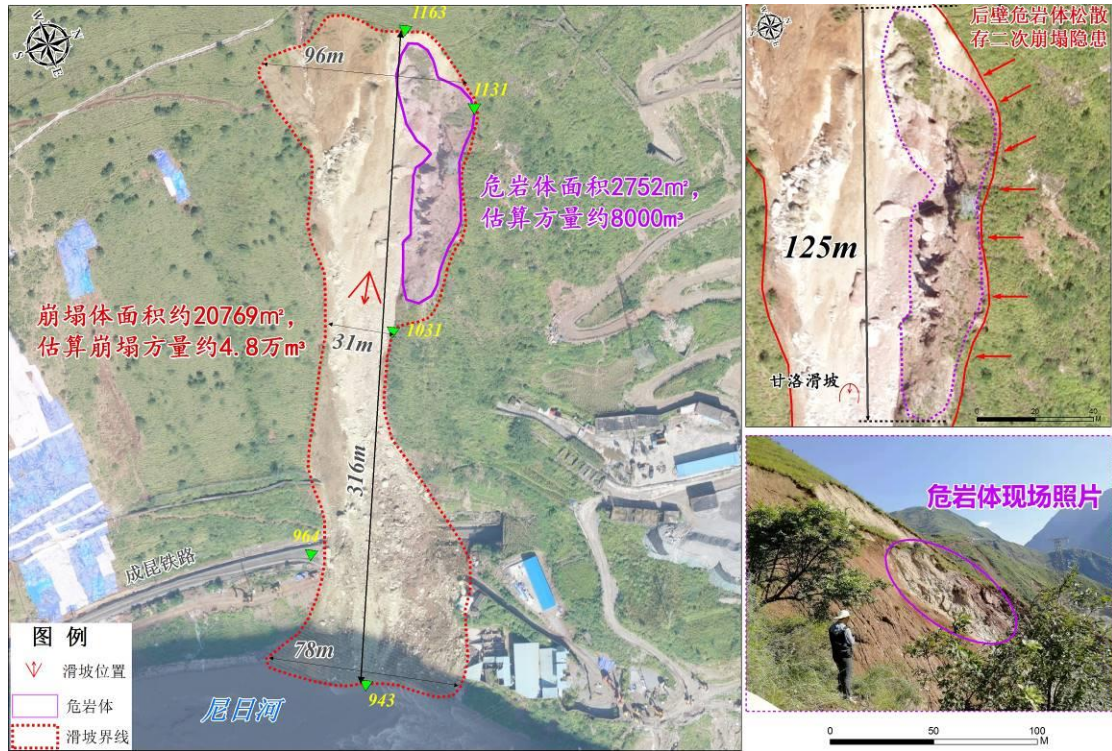 W
N
S
E
1163
96m
1131
危岩体面积2752㎡,
估算方量约8000m³
崩塌体面积约20769㎡,
估算崩塌方量约4.8万m³
31m
1031
316m
964
成昆铁路
78m
943
尼日河
图 例
滑坡位置
危岩体
滑坡界线
W
N
S
E
后壁危岩体松散
存二次崩塌隐患
125m
甘洛滑坡
0 20 40
M
危岩体现场照片
0 50 100
M